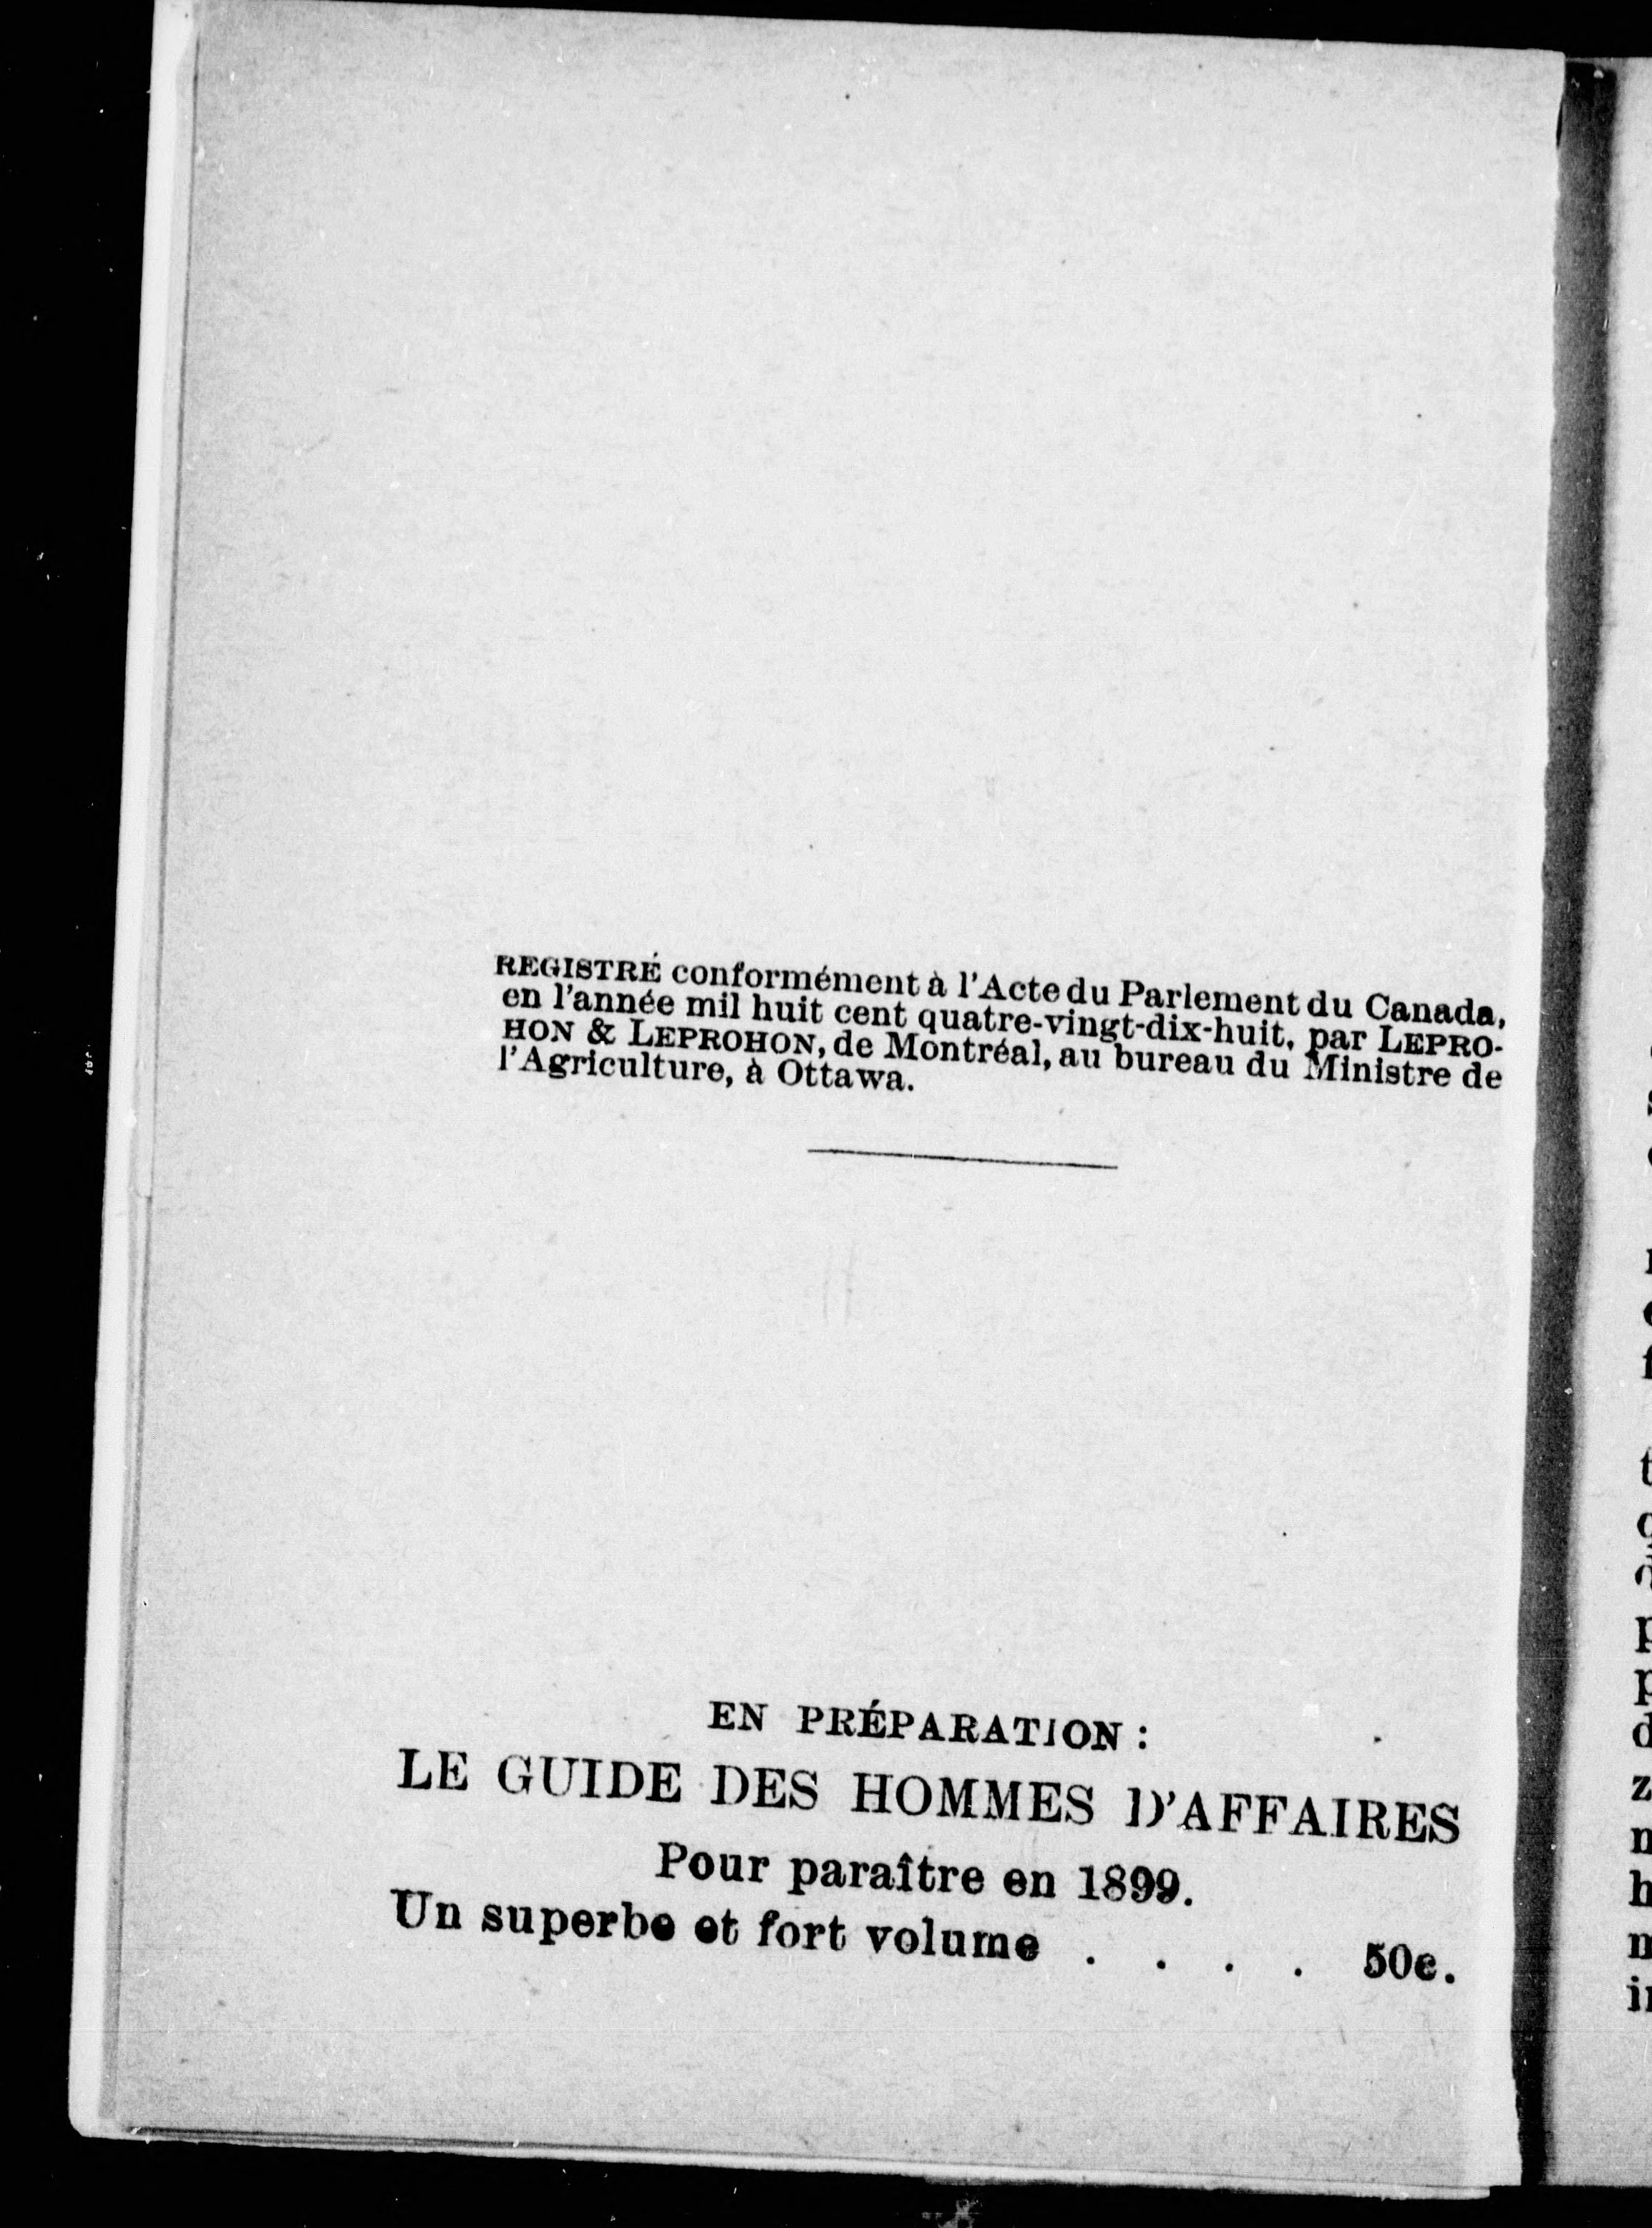 REGISTRÉ conformément à l'Acte du Parlement du Canada,
en l'année mil huit cent quatre-vingt-dix-huit, par LEPRO-
HON & LEPROHON, de Montréal, au bureau du Ministre de
l'Agriculture, à Ottawa.
EN PRÉPARATION :
LE GUIDE DES HOMMES D'AFFAIRES
Pour paraître en 1899.
Un superbe et fort volume . . . . 50c.